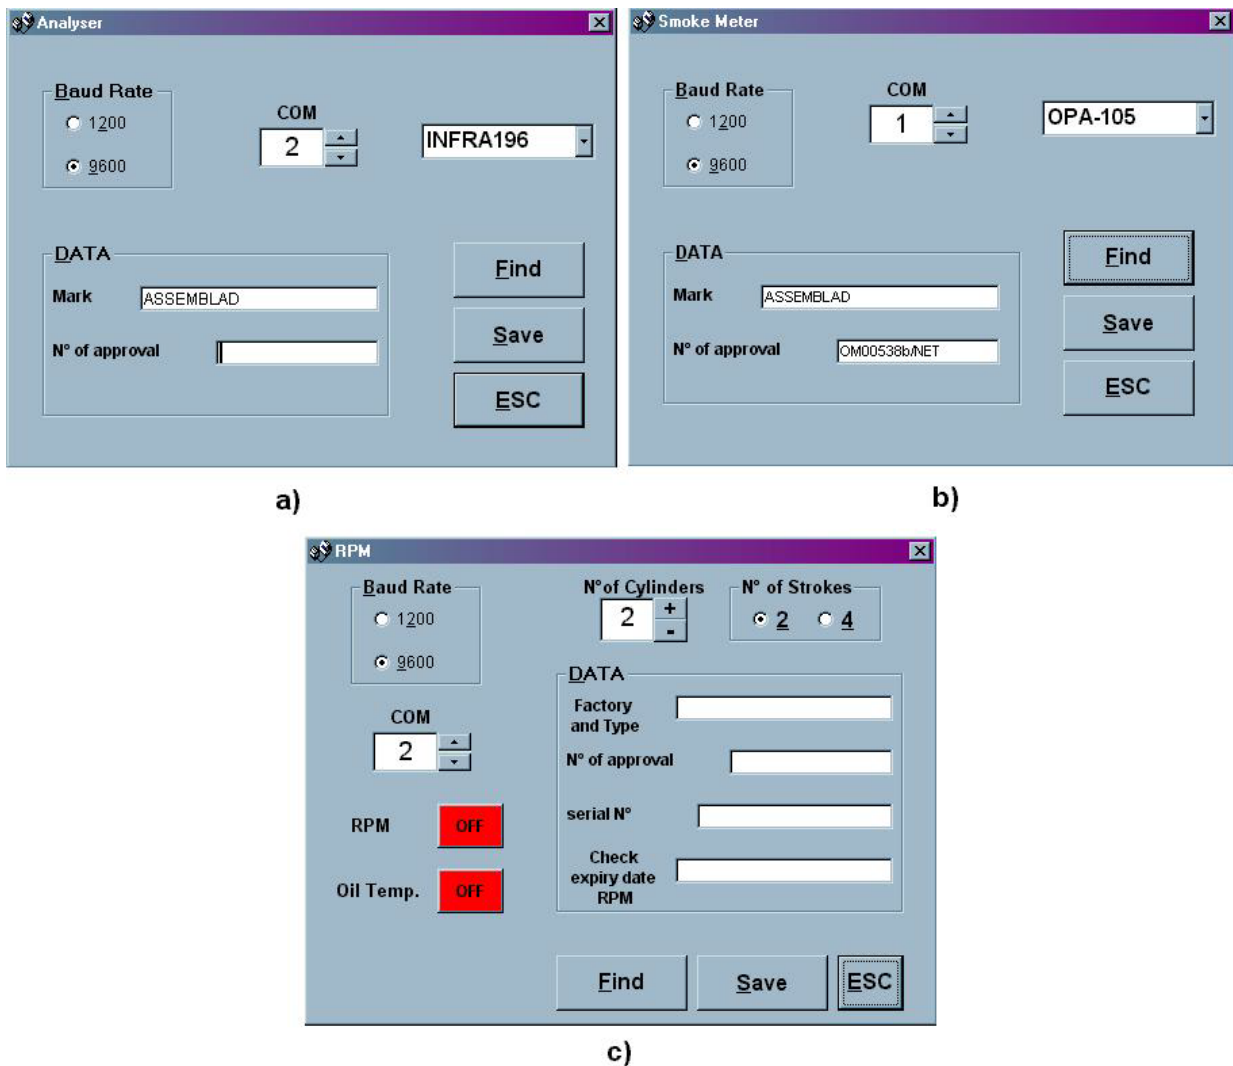 Analyser
Baud Rate
1200
9600
COM
2
INFRA196
DATA
Mark
ASSEMBLAD
N° of approval
Find
Save
ESC
a)
Smoke Meter
Baud Rate
1200
9600
COM
1
OPA-105
DATA
Mark
ASSEMBLAD
N° of approval
OM00538b/NET
Find
Save
ESC
b)
RPM
Baud Rate
1200
9600
COM
2
RPM
OFF
Oil Temp.
OFF
N°of Cylinders
2
+
-
N° of Strokes
2
4
DATA
Factory
and Type
N° of approval
serial N°
Check
expiry date
RPM
Find
Save
ESC
c)